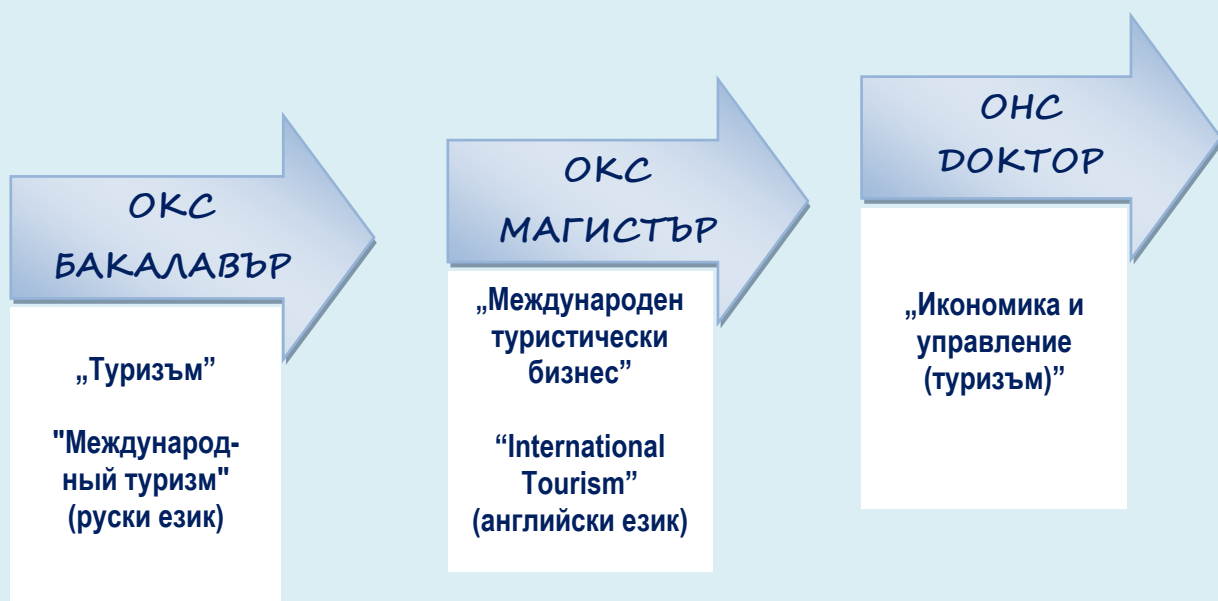 ОКС
БАКАЛАВЪР
„Туризъм”
"Международ-
ный туризм"
(руски език)
ОКС
МАГИСТЪР
„Международен
туристически
бизнес”
“International
Tourism”
(английски език)
ОНС
ДОКТОР
„Икономика и
управление
(туризъм)”